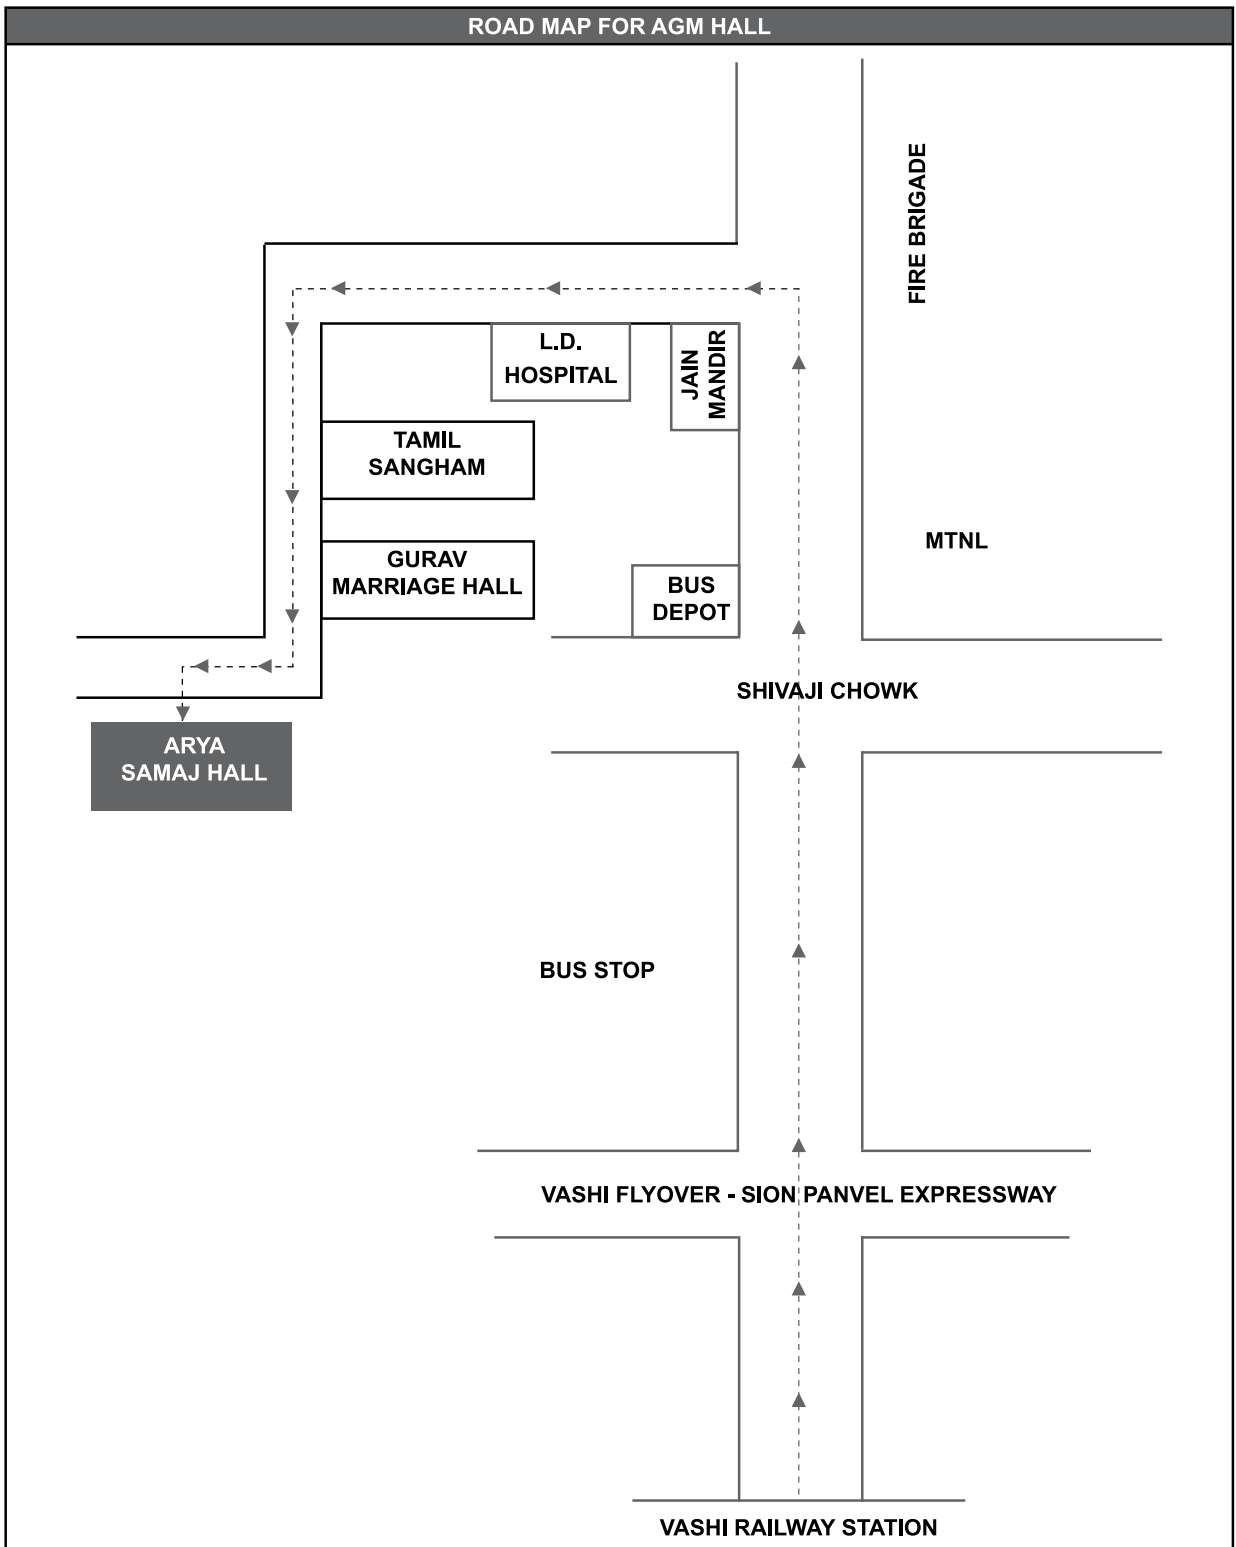 ROAD MAP FOR AGM HALL
FIRE BRIGADE
L.D.
HOSPITAL
JAIN
MANDIR
TAMIL
SANGHAM
MTNL
GURAV
MARRIAGE HALL
BUS
DEPOT
SHIVAJI CHOWK
ARYA
SAMAJ HALL
BUS STOP
VASHI FLYOVER - SION PANVEL EXPRESSWAY
VASHI RAILWAY STATION